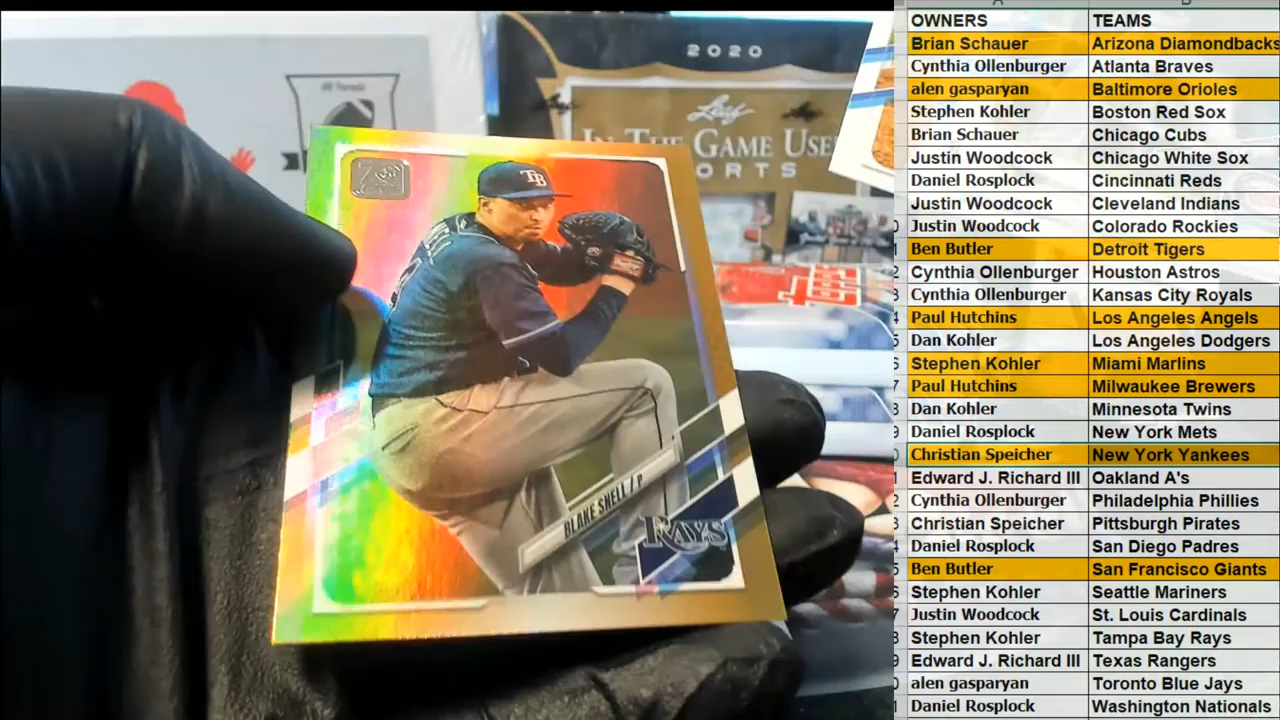 2020
Leaf
IN THE GAME USE
ORTS
TB
BLAKE SNELL / P
RAYS
OWNERS TEAMS
Brian Schauer Arizona Diamondbacks
Cynthia Ollenburger Atlanta Braves
alen gasparyan Baltimore Orioles
Stephen Kohler Boston Red Sox
Brian Schauer Chicago Cubs
Justin Woodcock Chicago White Sox
Daniel Rosplock Cincinnati Reds
Justin Woodcock Cleveland Indians
Justin Woodcock Colorado Rockies
Ben Butler Detroit Tigers
Cynthia Ollenburger Houston Astros
Cynthia Ollenburger Kansas City Royals
Paul Hutchins Los Angeles Angels
Dan Kohler Los Angeles Dodgers
Stephen Kohler Miami Marlins
Paul Hutchins Milwaukee Brewers
Dan Kohler Minnesota Twins
Daniel Rosplock New York Mets
Christian Speicher New York Yankees
Edward J. Richard III Oakland A's
Cynthia Ollenburger Philadelphia Phillies
Christian Speicher Pittsburgh Pirates
Daniel Rosplock San Diego Padres
Ben Butler San Francisco Giants
Stephen Kohler Seattle Mariners
Justin Woodcock St. Louis Cardinals
Stephen Kohler Tampa Bay Rays
Edward J. Richard III Texas Rangers
alen gasparyan Toronto Blue Jays
Daniel Rosplock Washington Nationals